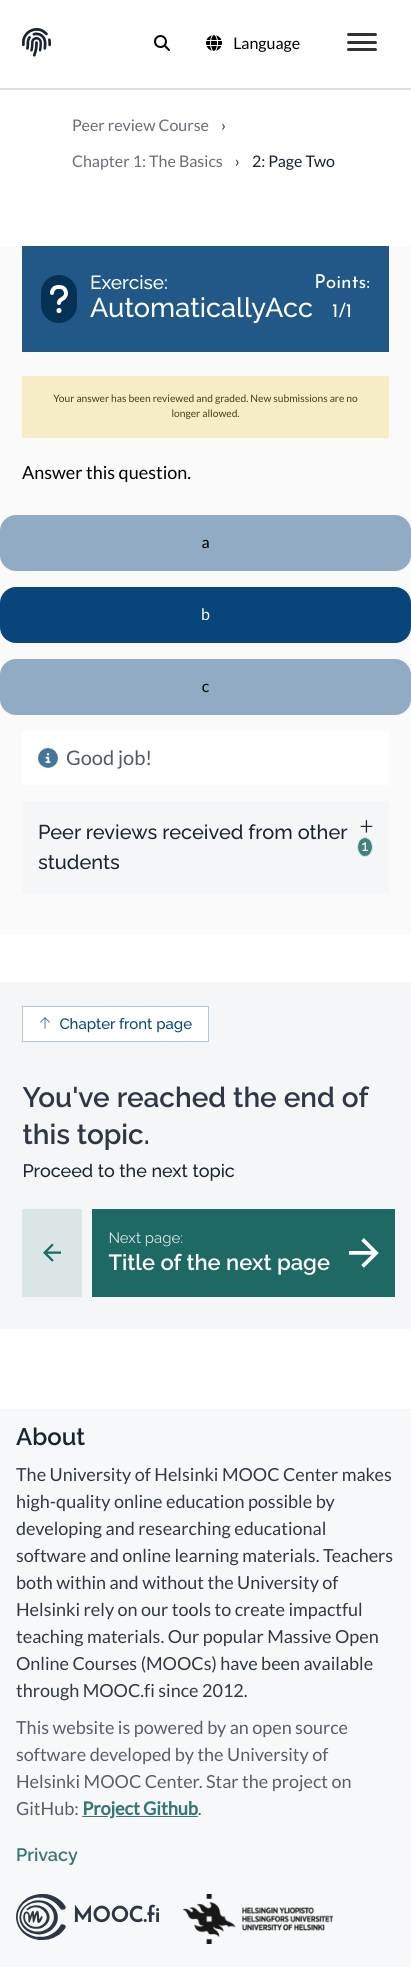 Language
Peer review Course ›
Chapter 1: The Basics › 2: Page Two
Exercise:
AutomaticallyAcc
Points:
1/1
?
Your answer has been reviewed and graded. New submissions are no
longer allowed.
Answer this question.
a
b
c
Good job!
Peer reviews received from other
students
1
Chapter front page
You've reached the end of
this topic.
Proceed to the next topic
Next page:
Title of the next page
About
The University of Helsinki MOOC Center makes
high-quality online education possible by
developing and researching educational
software and online learning materials. Teachers
both within and without the University of
Helsinki rely on our tools to create impactful
teaching materials. Our popular Massive Open
Online Courses (MOOCs) have been available
through MOOC.fi since 2012.
This website is powered by an open source
software developed by the University of
Helsinki MOOC Center. Star the project on
GitHub: Project Github.
Privacy
MOOC.fi
HELSINGIN YLIOPISTO
HELSINGFORS UNIVERSITET
UNIVERSITY OF HELSINKI